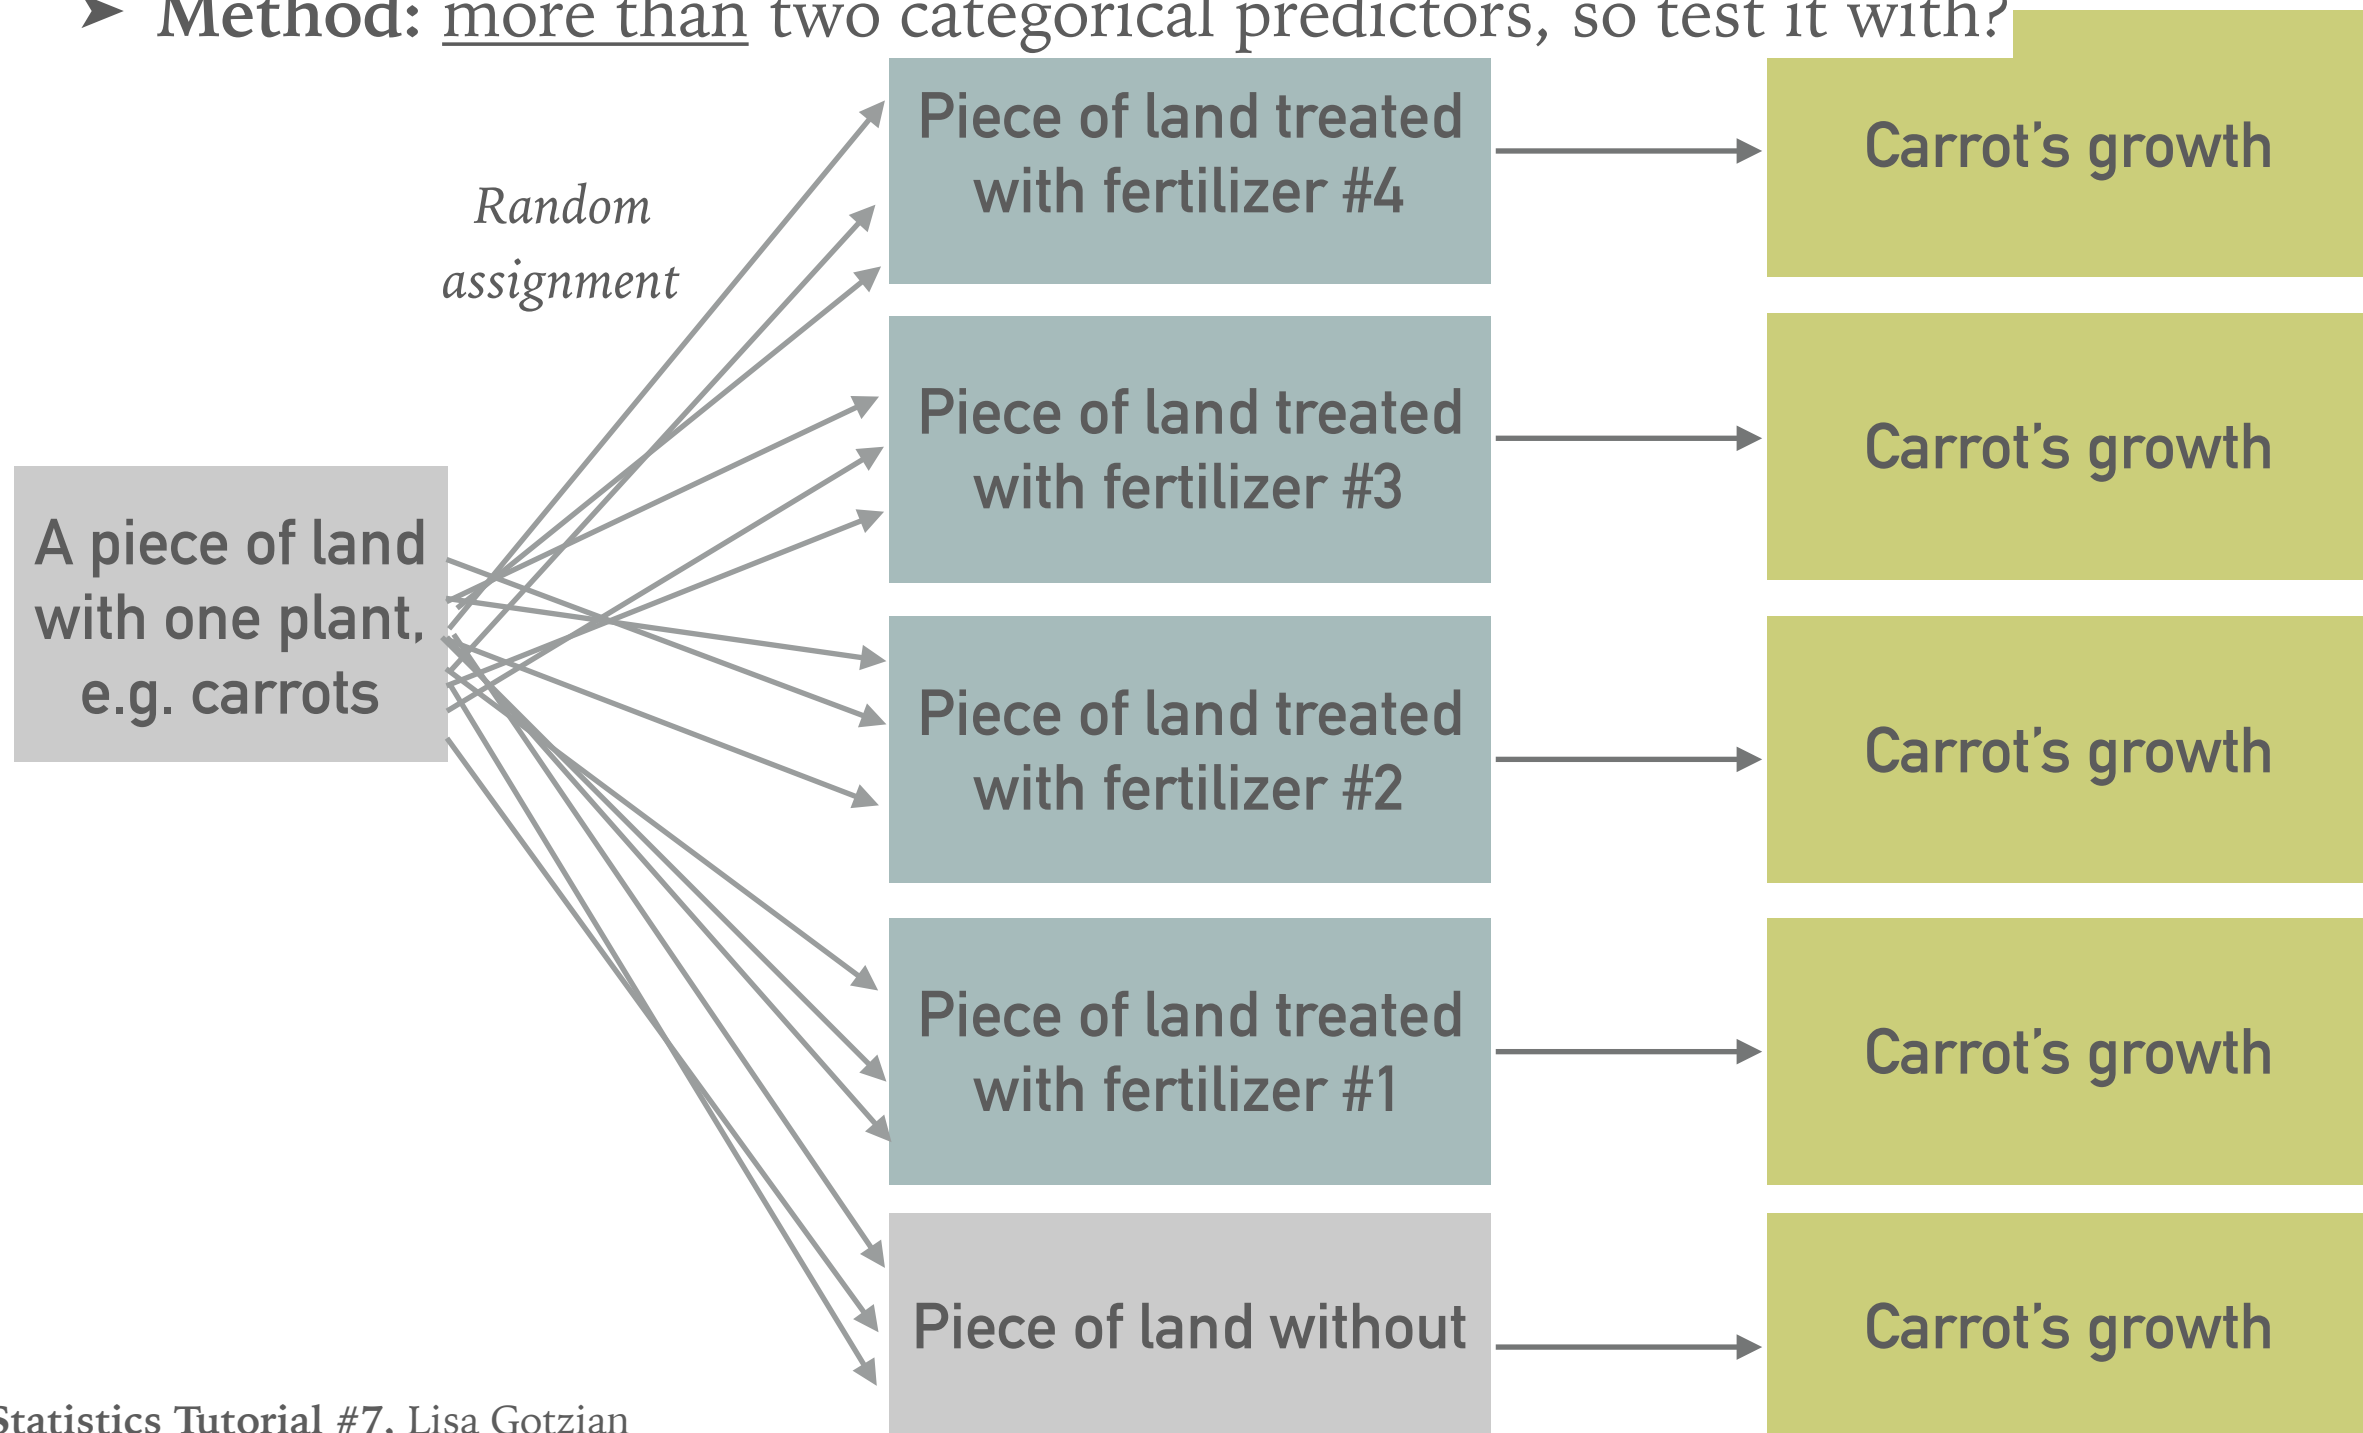 ➤ Method: more than two categorical predictors, so test it with?
Random
assignment
A piece of land
with one plant,
e.g. carrots
Piece of land treated
with fertilizer #4
Carrot’s growth
Piece of land treated
with fertilizer #3
Carrot’s growth
Piece of land treated
with fertilizer #2
Carrot’s growth
Piece of land treated
with fertilizer #1
Carrot’s growth
Piece of land without
Carrot’s growth
Statistics Tutorial #7, Lisa Gotzian